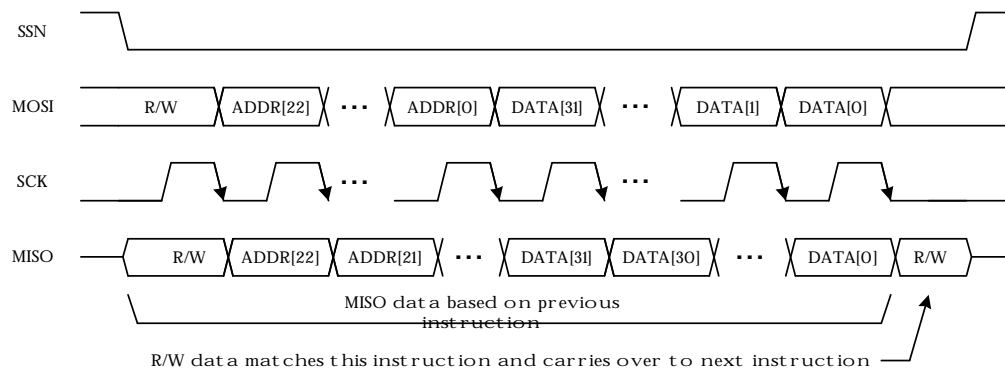 SSN
MOSI R/W ADDR[22] ... ADDR[0] DATA[31] ... DATA[1] DATA[0]
SCK ... ...
MISO R/W ADDR[22] ADDR[21] ... DATA[31] DATA[30] ... DATA[0] R/W
MISO data based on previous
instruction
R/W data matches this instruction and carries over to next instruction